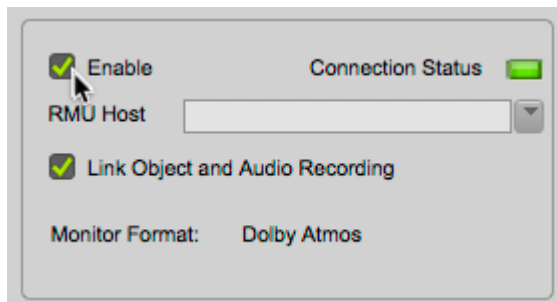 Enable Connection Status
RMU Host
Link Object and Audio Recording
Monitor Format: Dolby Atmos